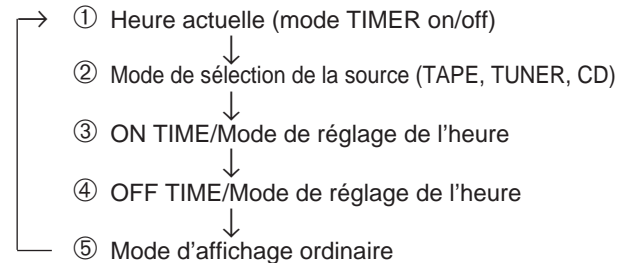 ① Heure actuelle (mode TIMER on/off)
② Mode de sélection de la source (TAPE, TUNER, CD)
③ ON TIME/Mode de réglage de l'heure
④ OFF TIME/Mode de réglage de l'heure
⑤ Mode d'affichage ordinaire